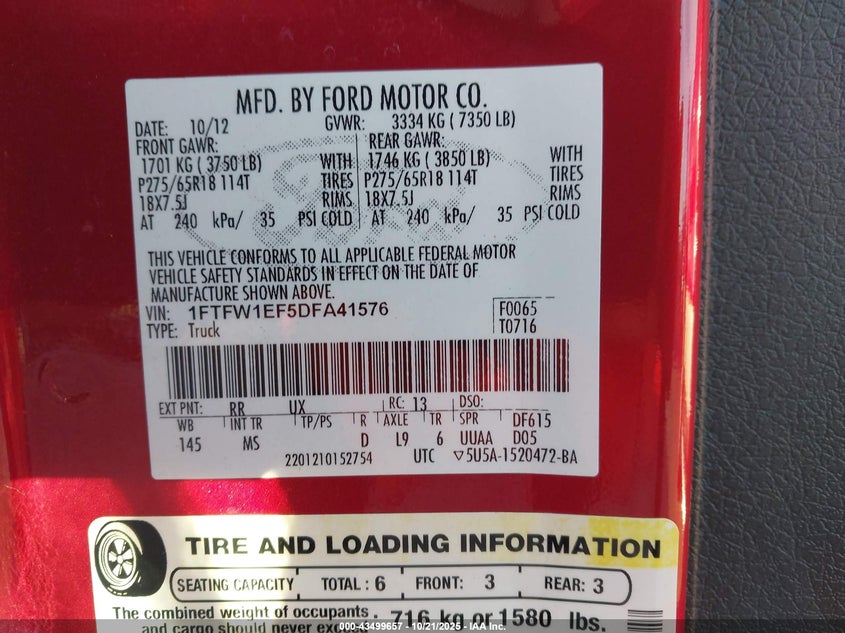 MFD. BY FORD MOTOR CO.
DATE: 10/12 GVWR: 3334 KG ( 7350 LB)
FRONT GAWR: REAR GAWR:
1701 KG ( 3750 LB) WITH 1746 KG ( 3850 LB) WITH
P275/65R18 114T TIRES P275/65R18 114T TIRES
18X7.5J RIMS 18X7.5J RIMS
AT 240 kPa/ 35 PSI COLD AT 240 kPa/ 35 PSI COLD
THIS VEHICLE CONFORMS TO ALL APPLICABLE FEDERAL MOTOR
VEHICLE SAFETY STANDARDS IN EFFECT ON THE DATE OF
MANUFACTURE SHOWN ABOVE.
VIN: 1FTFW1EF5DFA41576 F0065
TYPE: Truck T0716
EXT PNT: RR UX RC: 13 DSO:
WB INT TR TP/PS R AXLE TR SPR DF615
145 MS D L9 6 UUAA D05
2201210152754 UTC ▽5U5A-1520472-BA
TIRE AND LOADING INFORMATION
SEATING CAPACITY TOTAL : 6 FRONT: 3 REAR: 3
The combined weight of occupants 716 kg or 1580 lbs.
and cargo should never exceed
000-43499657 - 10/21/2025 - IAA Inc.